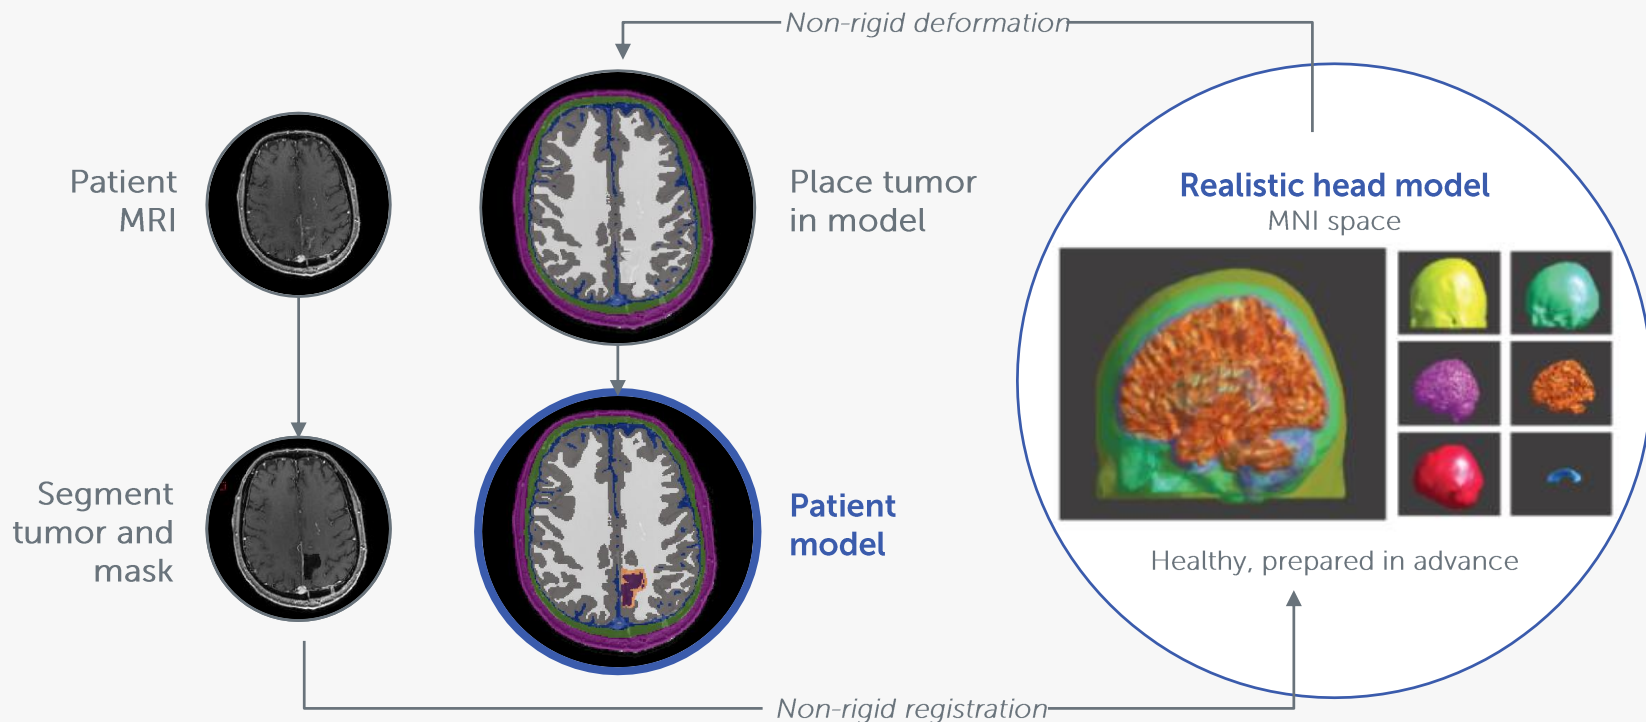 Non-rigid deformation
Patient
MRI
Place tumor
in model
Realistic head model
MNI space
Segment
tumor and
mask
Patient
model
Healthy, prepared in advance
Non-rigid registration